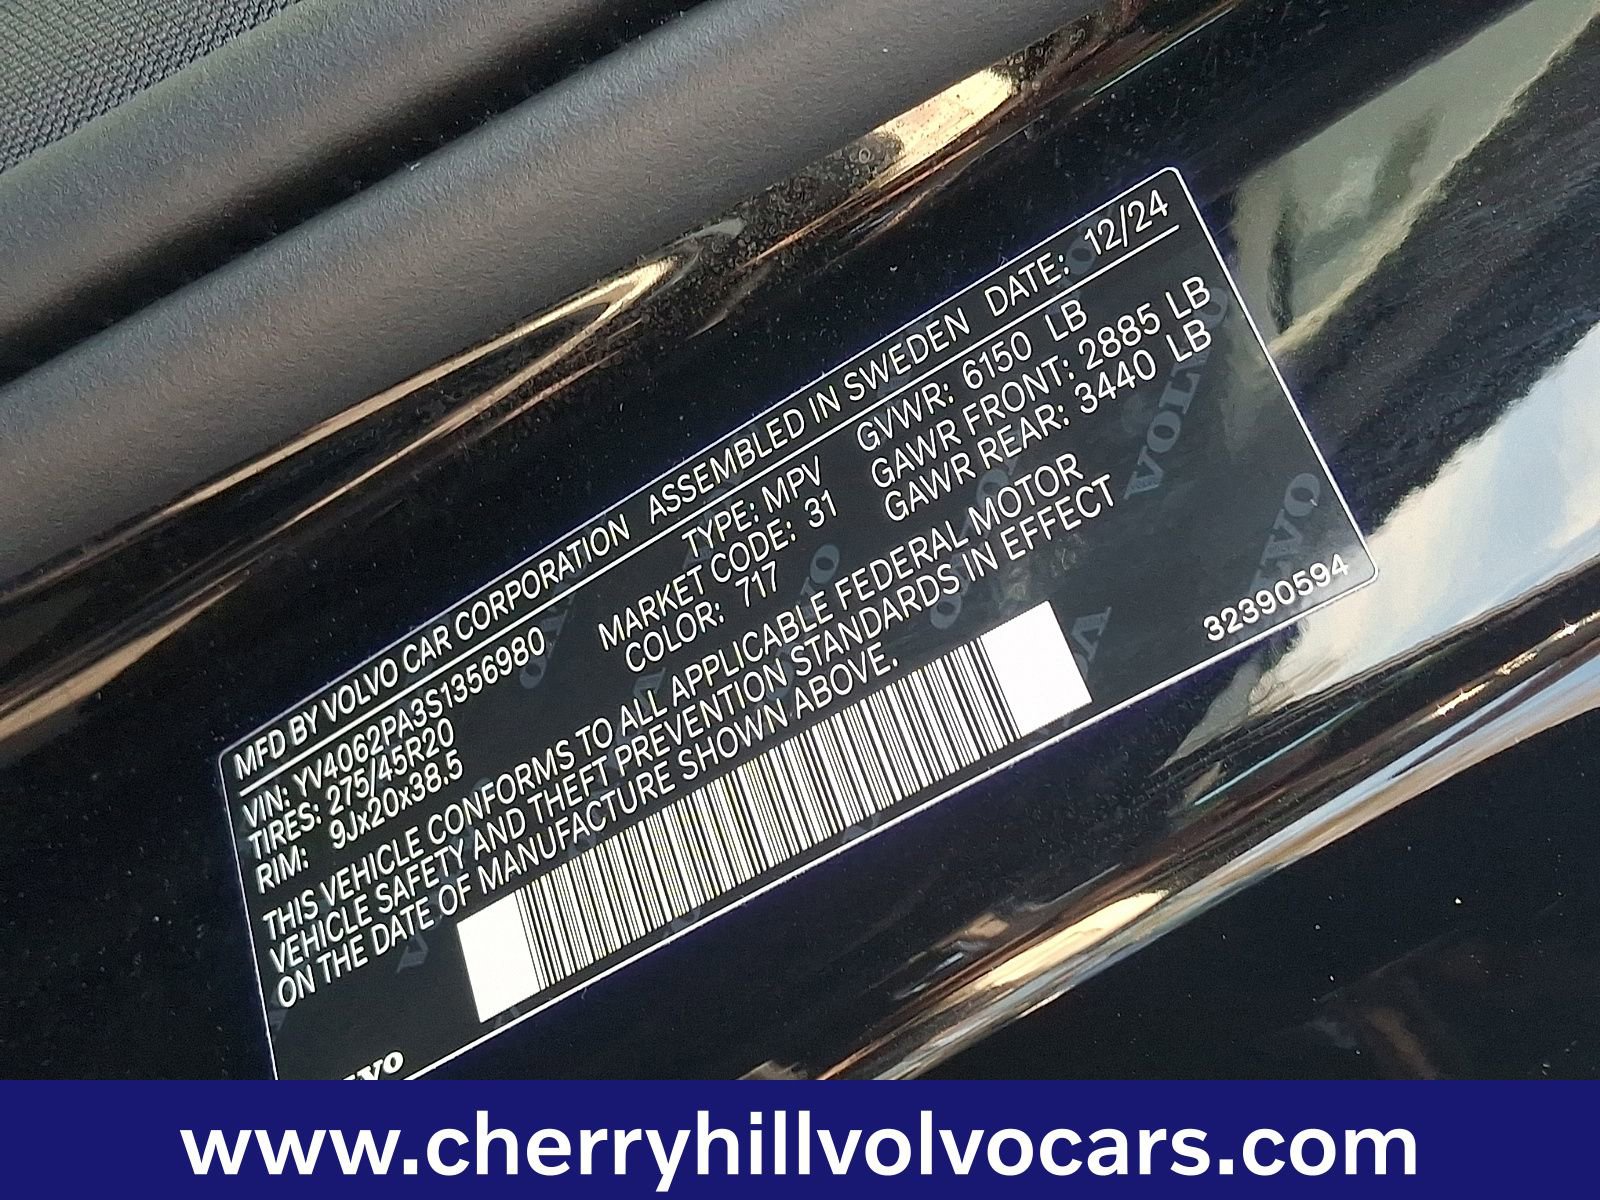 MFD BY VOLVO CAR CORPORATION ASSEMBLED IN SWEDEN DATE: 12/24
VIN: YV4062PA3S1356980 TYPE: MPV GVWR: 6150 LB
TIRES: 275/45R20 MARKET CODE: 31 GAWR FRONT: 2885 LB
RIM: 9Jx20x38.5 COLOR: 717 GAWR REAR: 3440 LB
THIS VEHICLE CONFORMS TO ALL APPLICABLE FEDERAL MOTOR
VEHICLE SAFETY AND THEFT PREVENTION STANDARDS IN EFFECT
ON THE DATE OF MANUFACTURE SHOWN ABOVE.
32390594
VOLVO
VOLVO
www.cherryhillvolvocars.com